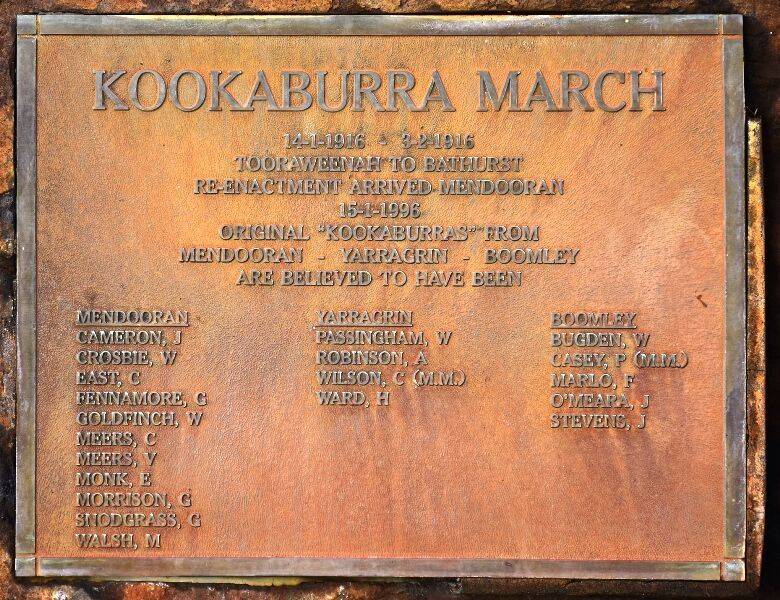 KOOKABURRA MARCH
14-1-1916 - 3-2-1916
TOORAWEENAH TO BATHURST
RE-ENACTMENT ARRIVED MENDOORAN
15-1-1996
ORIGINAL "KOOKABURRAS" FROM
MENDOORAN - YARRAGRIN - BOOMLEY
ARE BELIEVED TO HAVE BEEN
MENDOORAN
CAMERON, J
CROSBIE, W
EAST, C
FENNAMORE, G
GOLDFINCH, W
MEERS, C
MEERS, V
MONK, E
MORRISON, G
SNODGRASS, G
WALSH, M
YARRAGRIN
PASSINGHAM, W
ROBINSON, A
WILSON, C (M.M.)
WARD, H
BOOMLEY
BUGDEN, W
CASEY, P (M.M.)
MARLO, F
O'MEARA, J
STEVENS, J